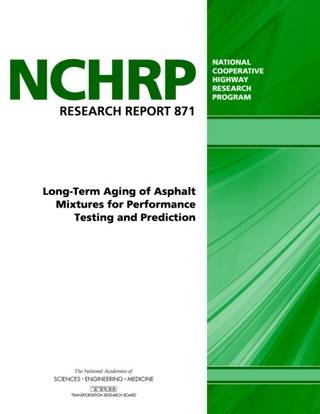 NCHRP
RESEARCH REPORT 871
NATIONAL
COOPERATIVE
HIGHWAY
RESEARCH
PROGRAM
Long-Term Aging of Asphalt
Mixtures for Performance
Testing and Prediction
The National Academies of
SCIENCES • ENGINEERING • MEDICINE
TRB
TRANSPORTATION RESEARCH BOARD